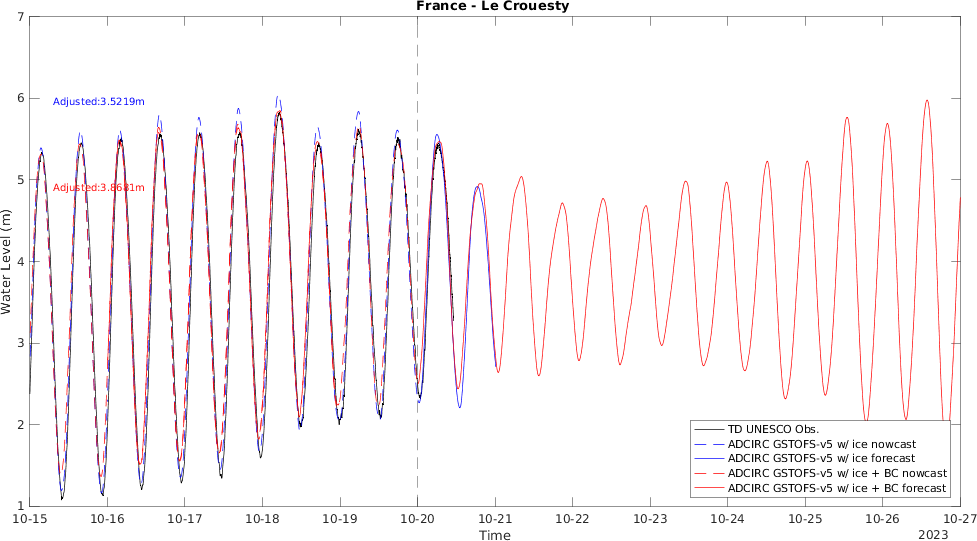 France - Le Crouesty
7
6
5
4
3
2
1
Water Level (m)
Adjusted:3.5219m
Adjusted:3.8681m
TD UNESCO Obs.
ADCIRC GSTOFS-v5 w/ ice nowcast
ADCIRC GSTOFS-v5 w/ ice forecast
ADCIRC GSTOFS-v5 w/ ice + BC nowcast
ADCIRC GSTOFS-v5 w/ ice + BC forecast
10-15 10-16 10-17 10-18 10-19 10-20 10-21 10-22 10-23 10-24 10-25 10-26 10-27
Time
2023